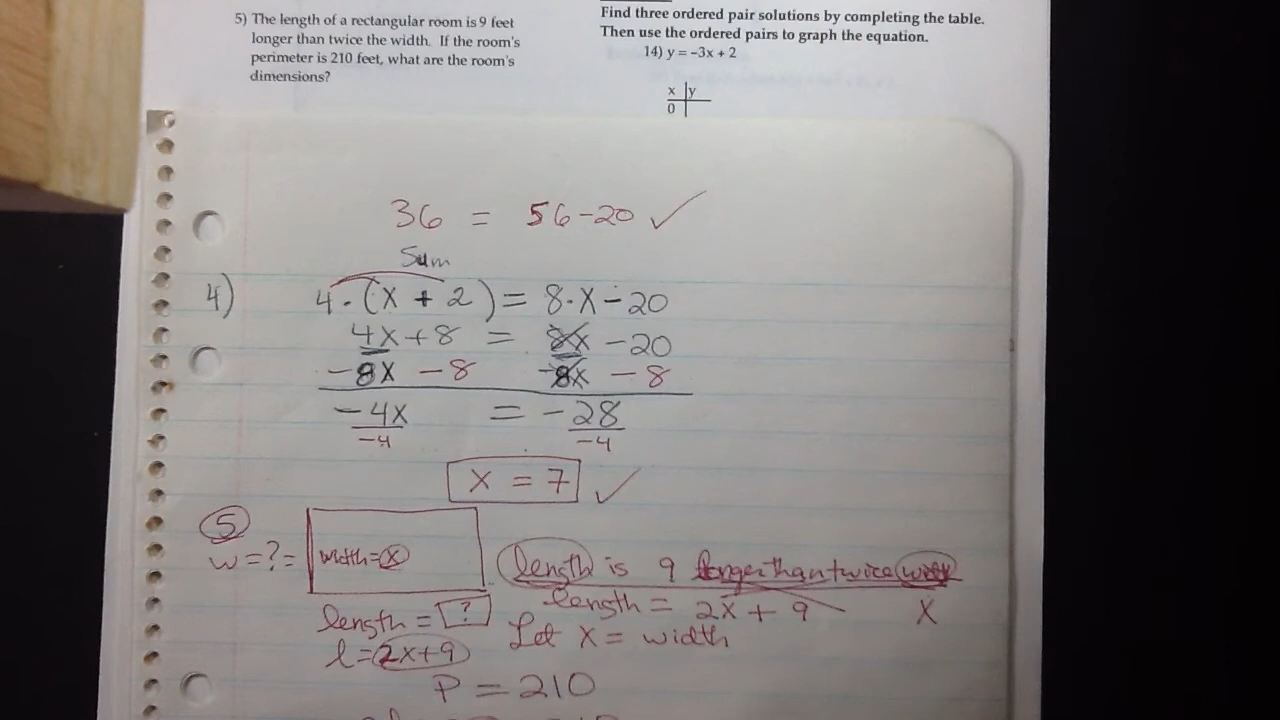 5) The length of a rectangular room is 9 feet
longer than twice the width. If the room's
perimeter is 210 feet, what are the room's
dimensions?
Find three ordered pair solutions by completing the table.
Then use the ordered pairs to graph the equation.
14) y = -3x + 2
x | y
0
36 = 56-20 ✓
Sum
4) 4·(x + 2) = 8·x - 20
4x+8 = 8x - 20
-8x - 8 -8x - 8
-4x = -28
-4 -4
x = 7 ✓
5
w=?= width=x length is 9 longer than twice width
length = ? length = 2x + 9 x
l=2x+9 Let x = width
P = 210